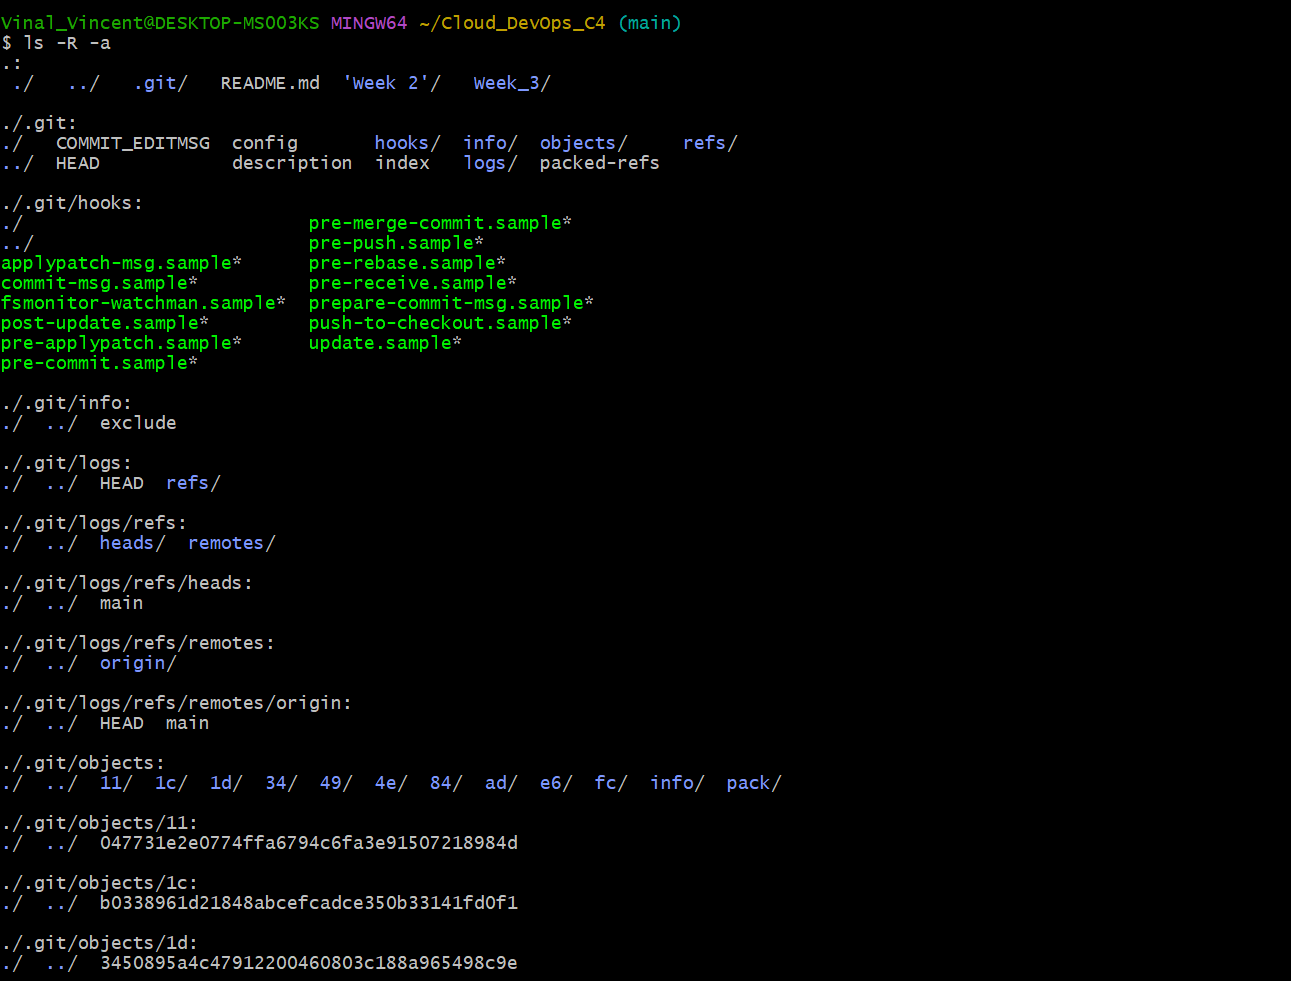 Vinal_Vincent@DESKTOP-MSO03KS MINGW64 ~/Cloud_DevOps_C4 (main)
$ ls -R -a
.:
./ ../ .git/ README.md 'Week 2'/ Week_3/
./.git:
./ COMMIT_EDITMSG config hooks/ info/ objects/ refs/
../ HEAD description index logs/ packed-refs
./.git/hooks:
./ pre-merge-commit.sample*
../ pre-push.sample*
applypatch-msg.sample* pre-rebase.sample*
commit-msg.sample* pre-receive.sample*
fsmonitor-watchman.sample* prepare-commit-msg.sample*
post-update.sample* push-to-checkout.sample*
pre-applypatch.sample* update.sample*
pre-commit.sample*
./.git/info:
./ ../ exclude
./.git/logs:
./ ../ HEAD refs/
./.git/logs/refs:
./ ../ heads/ remotes/
./.git/logs/refs/heads:
./ ../ main
./.git/logs/refs/remotes:
./ ../ origin/
./.git/logs/refs/remotes/origin:
./ ../ HEAD main
./.git/objects:
./ ../ 11/ 1c/ 1d/ 34/ 49/ 4e/ 84/ ad/ e6/ fc/ info/ pack/
./.git/objects/11:
./ ../ 047731e2e0774ffa6794c6fa3e91507218984d
./.git/objects/1c:
./ ../ b0338961d21848abcefcadce350b33141fd0f1
./.git/objects/1d:
./ ../ 3450895a4c47912200460803c188a965498c9e